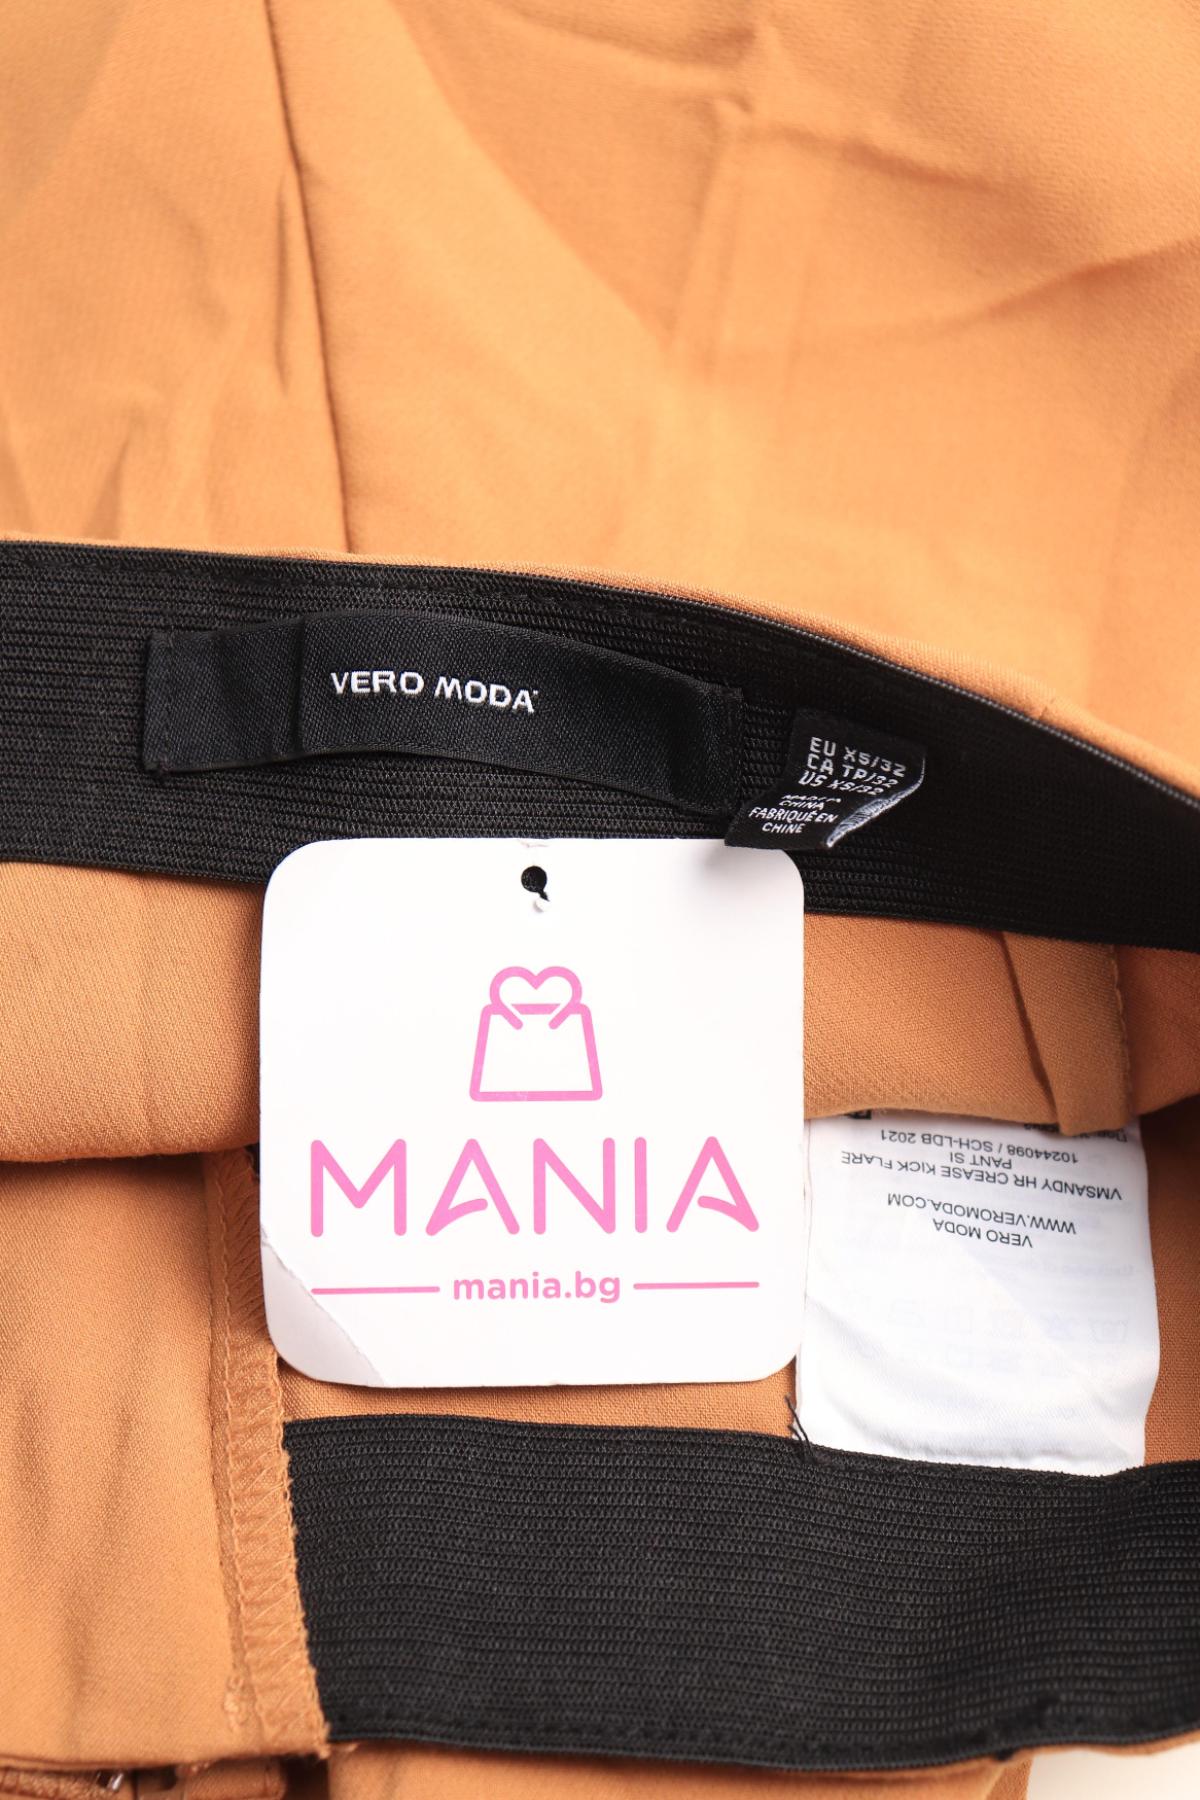 VERO MODA
EU XS/32
CA TP/32
US XS/32
MADE IN
CHINA
FABRIQUÉ EN
CHINE
MANIA
mania.bg
VERO MODA
WWW.VEROMODA.COM
VMSANDY HR CREASE KICK FLARE
PANT SI
10244098 / SCH-LDB 2021